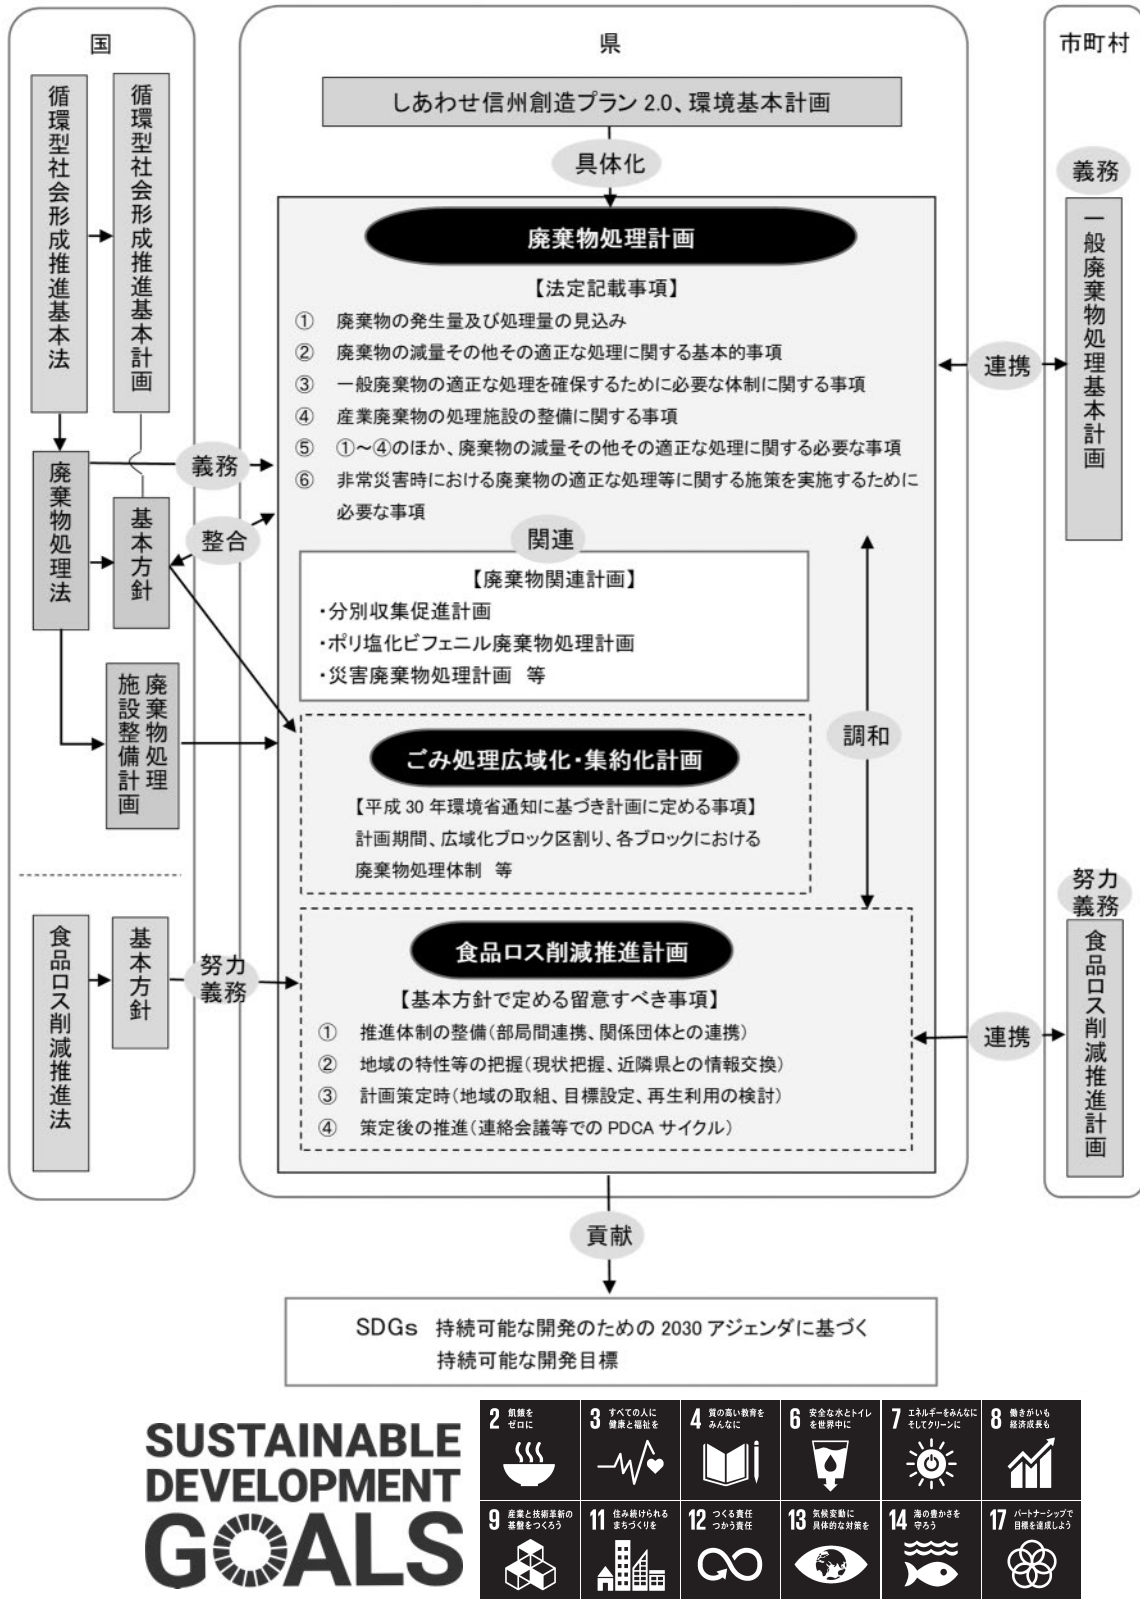 国
循環型社会形成推進基本法
循環型社会形成推進基本計画
廃棄物処理法
基本方針
廃棄物処理
施設整備計画
食品ロス削減推進法
基本方針
義務
整合
努力
義務
県
しあわせ信州創造プラン 2.0、環境基本計画
具体化
廃棄物処理計画
【法定記載事項】
① 廃棄物の発生量及び処理量の見込み
② 廃棄物の減量その他その適正な処理に関する基本的事項
③ 一般廃棄物の適正な処理を確保するために必要な体制に関する事項
④ 産業廃棄物の処理施設の整備に関する事項
⑤ ①～④のほか、廃棄物の減量その他その適正な処理に関する必要な事項
⑥ 非常災害時における廃棄物の適正な処理等に関する施策を実施するために
必要な事項
関連
【廃棄物関連計画】
・分別収集促進計画
・ポリ塩化ビフェニル廃棄物処理計画
・災害廃棄物処理計画 等
調和
ごみ処理広域化・集約化計画
【平成 30 年環境省通知に基づき計画に定める事項】
計画期間、広域化ブロック区割り、各ブロックにおける
廃棄物処理体制 等
食品ロス削減推進計画
【基本方針で定める留意すべき事項】
① 推進体制の整備(部局間連携、関係団体との連携)
② 地域の特性等の把握(現状把握、近隣県との情報交換)
③ 計画策定時(地域の取組、目標設定、再生利用の検討)
④ 策定後の推進(連絡会議等での PDCA サイクル)
市町村
義務
一般廃棄物処理基本計画
連携
努力
義務
食品ロス削減推進計画
連携
貢献
SDGs 持続可能な開発のための 2030 アジェンダに基づく
持続可能な開発目標
SUSTAINABLE
DEVELOPMENT
GOALS
2 飢餓を
ゼロに
3 すべての人に
健康と福祉を
4 質の高い教育を
みんなに
6 安全な水とトイレ
を世界中に
7 エネルギーをみんなに
そしてクリーンに
8 働きがいも
経済成長も
9 産業と技術革新の
基盤をつくろう
11 住み続けられる
まちづくりを
12 つくる責任
つかう責任
13 気候変動に
具体的な対策を
14 海の豊かさを
守ろう
17 パートナーシップで
目標を達成しよう